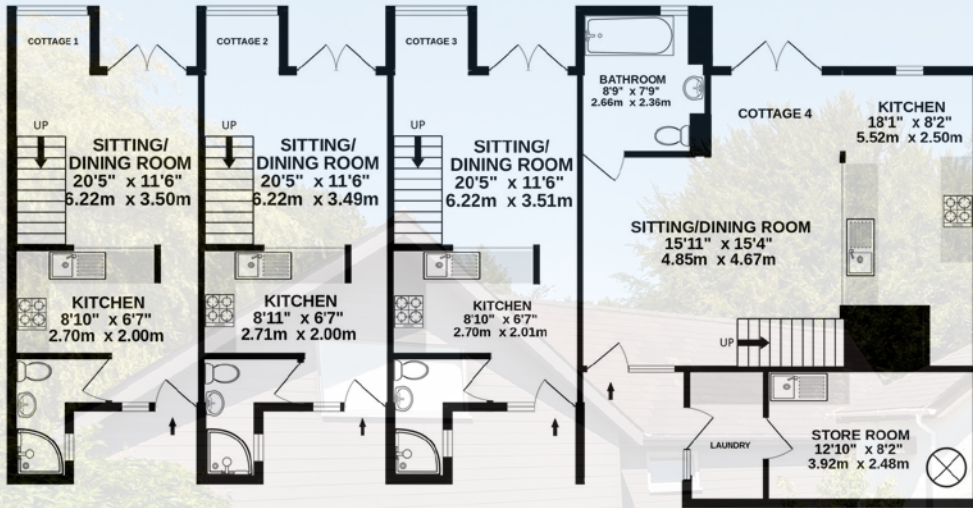 COTTAGE 1
UP
SITTING/
DINING ROOM
20'5" x 11'6"
6.22m x 3.50m
KITCHEN
8'10" x 6'7"
2.70m x 2.00m
COTTAGE 2
UP
SITTING/
DINING ROOM
20'5" x 11'6"
6.22m x 3.49m
KITCHEN
8'11" x 6'7"
2.71m x 2.00m
COTTAGE 3
UP
SITTING/
DINING ROOM
20'5" x 11'6"
6.22m x 3.51m
KITCHEN
8'10" x 6'7"
2.70m x 2.01m
BATHROOM
8'9" x 7'9"
2.66m x 2.36m
COTTAGE 4
KITCHEN
18'1" x 8'2"
5.52m x 2.50m
SITTING/DINING ROOM
15'11" x 15'4"
4.85m x 4.67m
UP
LAUNDRY
STORE ROOM
12'10" x 8'2"
3.92m x 2.48m